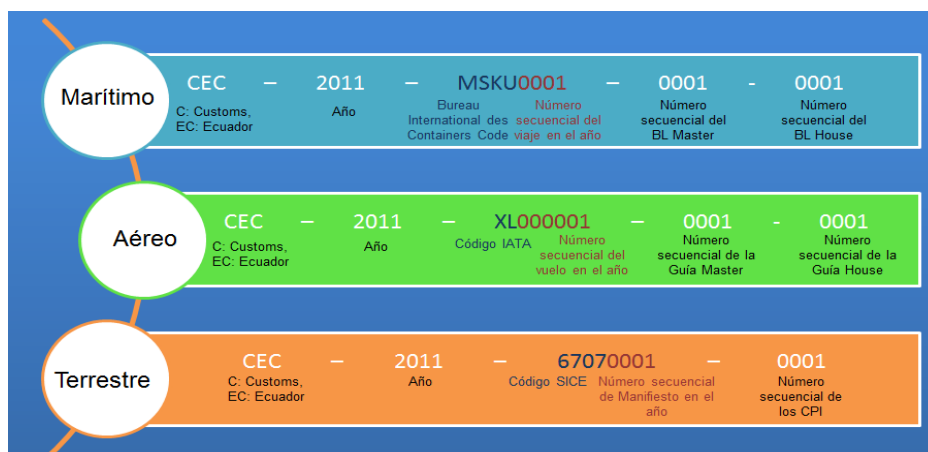 Marítimo
CEC – 2011 – MSKU0001 – 0001 - 0001
C: Customs,
EC: Ecuador
Año
Bureau
International des
Containers Code
Número
secuencial del
viaje en el año
Número
secuencial del
BL Master
Número
secuencial del
BL House
Aéreo
CEC – 2011 – XL000001 – 0001 - 0001
C: Customs,
EC: Ecuador
Año
Código IATA
Número
secuencial del
vuelo en el año
Número
secuencial de la
Guía Master
Número
secuencial de la
Guía House
Terrestre
CEC – 2011 – 67070001 – 0001
C: Customs,
EC: Ecuador
Año
Código SICE
Número secuencial
de Manifiesto en el
año
Número
secuencial de
los CPI